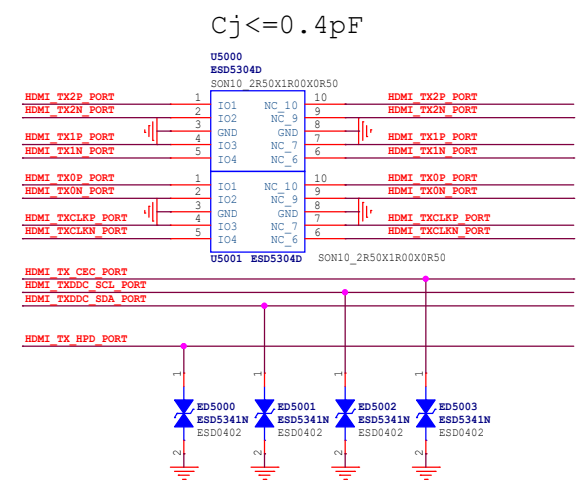 Cj<=0.4pF
U5000
ESD5304D
SON10_2R50X1R00X0R50
HDMI_TX2P_PORT 1 IO1 NC_10 10 HDMI_TX2P_PORT
HDMI_TX2N_PORT 2 IO2 NC_9 9 HDMI_TX2N_PORT
3 GND GND 8
HDMI_TX1P_PORT 4 IO3 NC_7 7 HDMI_TX1P_PORT
HDMI_TX1N_PORT 5 IO4 NC_6 6 HDMI_TX1N_PORT
HDMI_TX0P_PORT 1 IO1 NC_10 10 HDMI_TX0P_PORT
HDMI_TX0N_PORT 2 IO2 NC_9 9 HDMI_TX0N_PORT
3 GND GND 8
HDMI_TXCLKP_PORT 4 IO3 NC_7 7 HDMI_TXCLKP_PORT
HDMI_TXCLKN_PORT 5 IO4 NC_6 6 HDMI_TXCLKN_PORT
U5001 ESD5304D SON10_2R50X1R00X0R50
HDMI_TX_CEC_PORT
HDMI_TXDDC_SCL_PORT
HDMI_TXDDC_SDA_PORT
HDMI_TX_HPD_PORT
1 1 1 1
ED5000 ED5001 ED5002 ED5003
ESD5341N ESD5341N ESD5341N ESD5341N
ESD0402 ESD0402 ESD0402 ESD0402
2 2 2 2